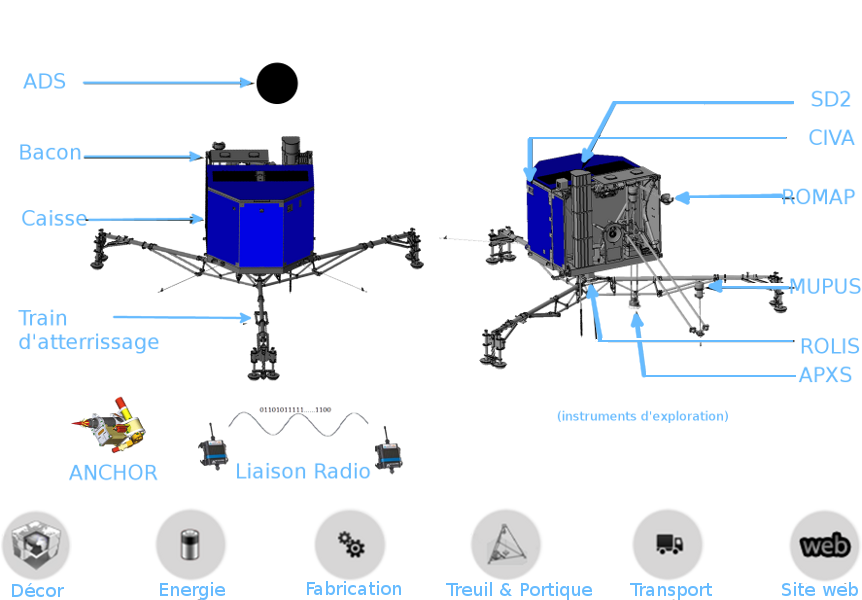 ADS
Bacon
Caisse
Train
d'atterrissage
SD2
CIVA
ROMAP
MUPUS
ROLIS
APXS
(instruments d'exploration)
01101011111.....1100
ANCHOR
Liaison Radio
web
Décor
Energie
Fabrication
Treuil & Portique
Transport
Site web